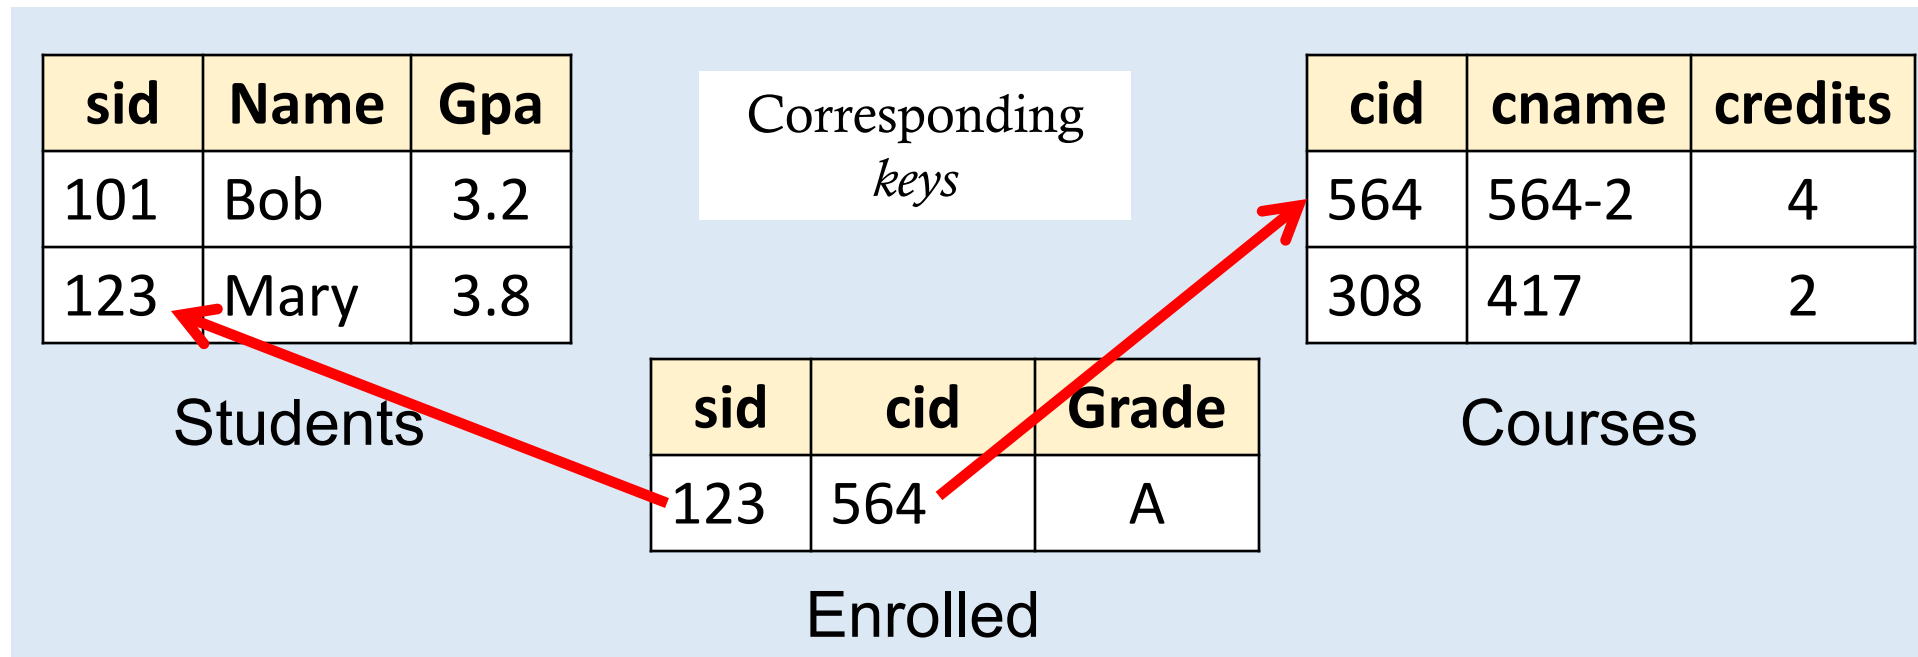 sid Name Gpa
101 Bob 3.2
123 Mary 3.8
Students
Corresponding
keys
cid cname credits
564 564-2 4
308 417 2
Courses
sid cid Grade
123 564 A
Enrolled